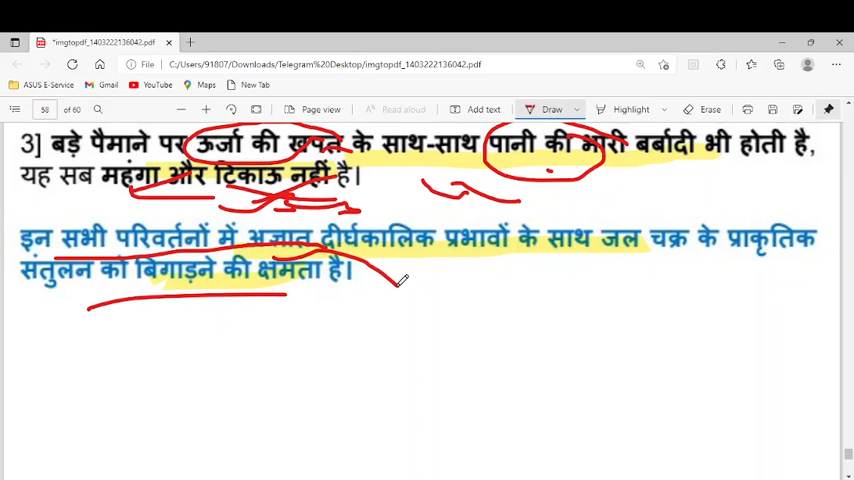 *imgtopdf_1403222136042.pdf
File C:/Users/91807/Downloads/Telegram%20Desktop/imgtopdf_1403222136042.pdf
ASUS E-Service Gmail YouTube Maps New Tab
58 of 60 Page view Read aloud Add text Draw Highlight Erase
3] बड़े पैमाने पर ऊर्जा की खपत के साथ-साथ पानी की भारी बर्बादी भी होती है,
यह सब महंगा और टिकाऊ नहीं है।
इन सभी परिवर्तनों में अज्ञात दीर्घकालिक प्रभावों के साथ जल चक्र के प्राकृतिक
संतुलन को बिगाड़ने की क्षमता है।